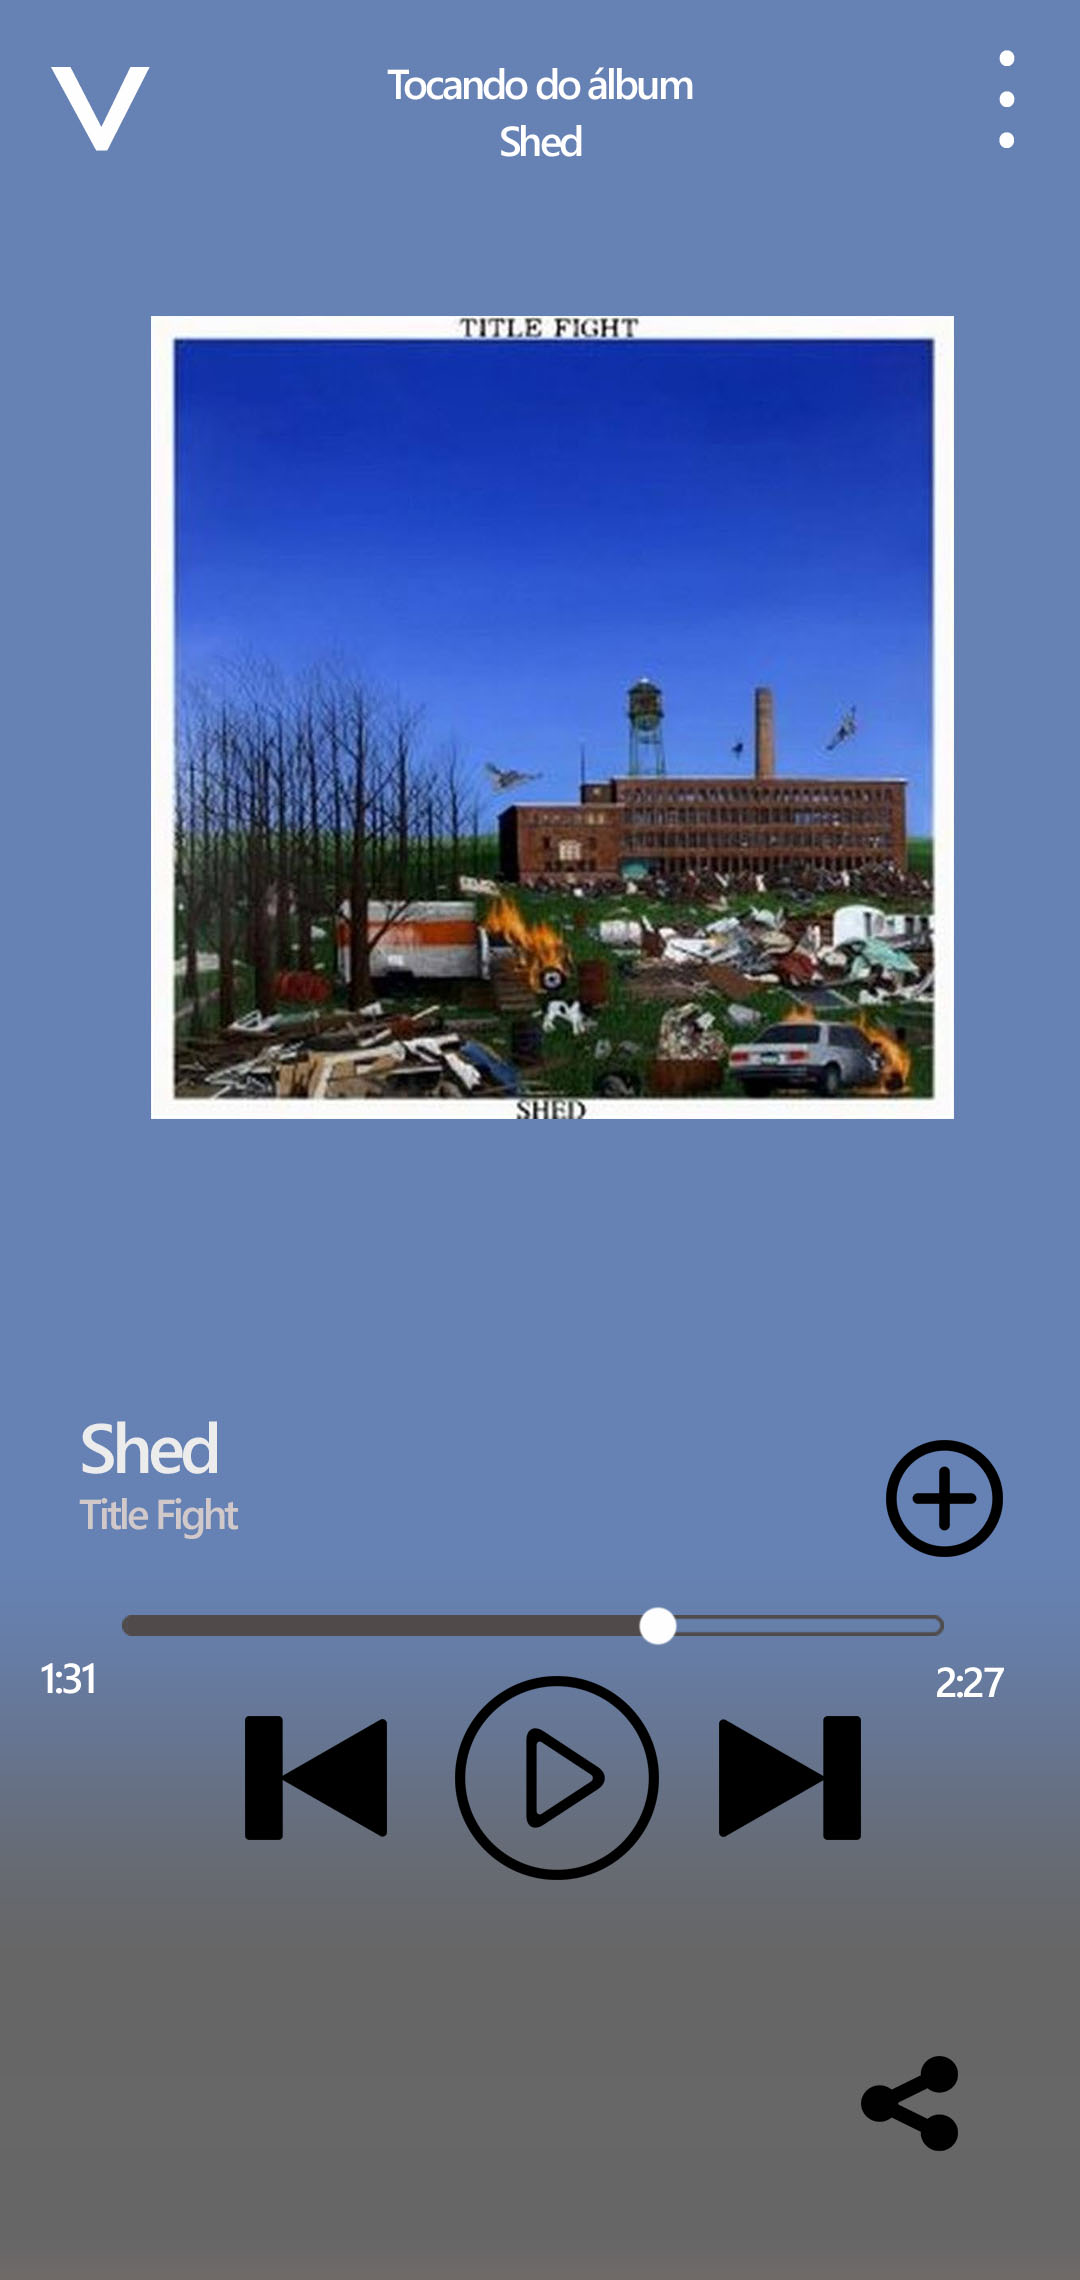 Tocando do álbum
Shed
TITLE FIGHT
SHED
Shed
Title Fight
1:31
2:27